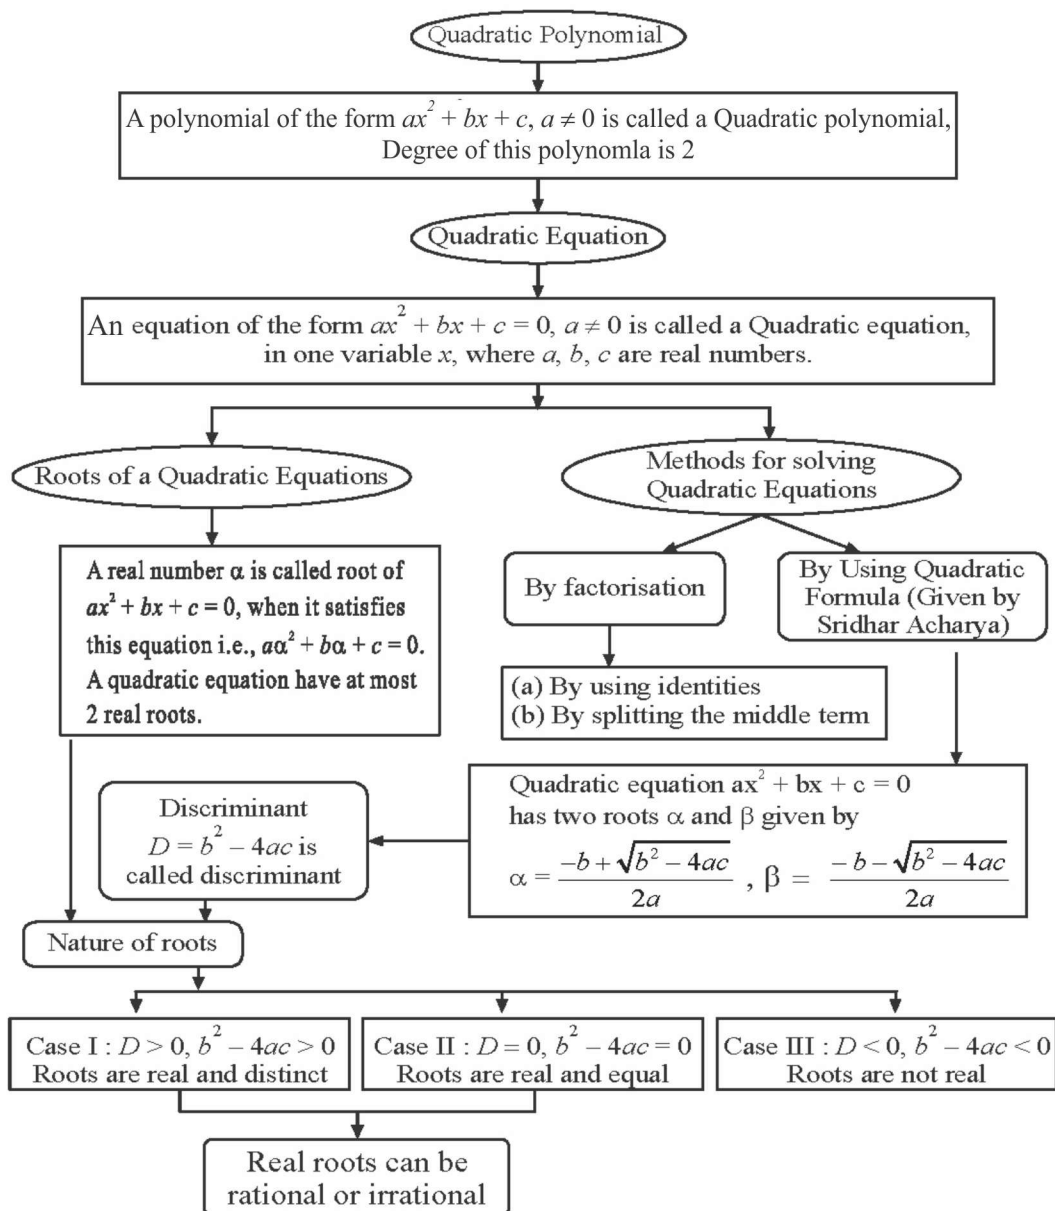 Quadratic Polynomial
A polynomial of the form ax² + bx + c, a ≠ 0 is called a Quadratic polynomial,
Degree of this polynomla is 2
Quadratic Equation
An equation of the form ax² + bx + c = 0, a ≠ 0 is called a Quadratic equation,
in one variable x, where a, b, c are real numbers.
Roots of a Quadratic Equations
Methods for solving
Quadratic Equations
A real number α is called root of
ax² + bx + c = 0, when it satisfies
this equation i.e., aα² + bα + c = 0.
A quadratic equation have at most
2 real roots.
By factorisation
By Using Quadratic
Formula (Given by
Sridhar Acharya)
(a) By using identities
(b) By splitting the middle term
Quadratic equation ax² + bx + c = 0
has two roots α and β given by
α = (-b + √(b² – 4ac))/2a , β = (-b – √(b² – 4ac))/2a
Discriminant
D = b² – 4ac is
called discriminant
Nature of roots
Case I : D > 0, b² – 4ac > 0
Roots are real and distinct
Case II : D = 0, b² – 4ac = 0
Roots are real and equal
Case III : D < 0, b² – 4ac < 0
Roots are not real
Real roots can be
rational or irrational